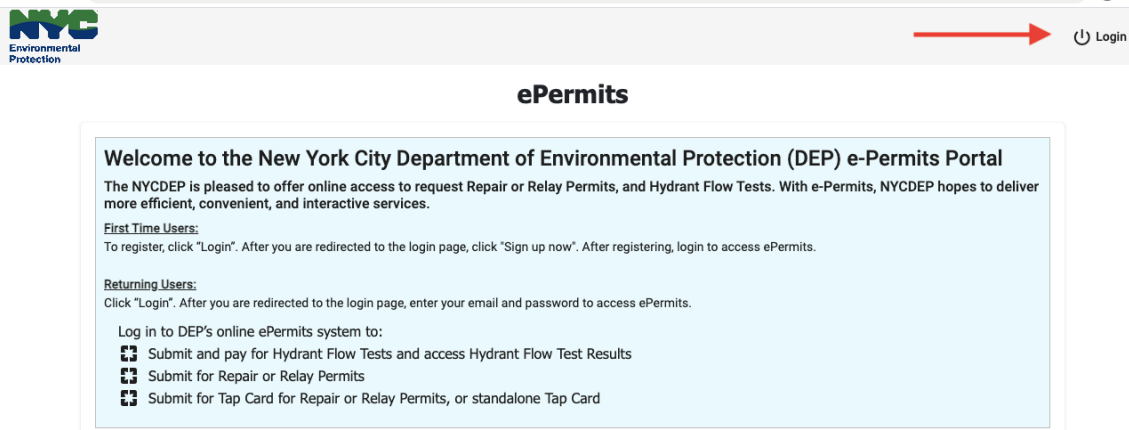 NYC
Environmental
Protection
Login
ePermits
Welcome to the New York City Department of Environmental Protection (DEP) e-Permits Portal
The NYCDEP is pleased to offer online access to request Repair or Relay Permits, and Hydrant Flow Tests. With e-Permits, NYCDEP hopes to deliver
more efficient, convenient, and interactive services.
First Time Users:
To register, click “Login”. After you are redirected to the login page, click "Sign up now". After registering, login to access ePermits.
Returning Users:
Click “Login”. After you are redirected to the login page, enter your email and password to access ePermits.
Log in to DEP’s online ePermits system to:
Submit and pay for Hydrant Flow Tests and access Hydrant Flow Test Results
Submit for Repair or Relay Permits
Submit for Tap Card for Repair or Relay Permits, or standalone Tap Card